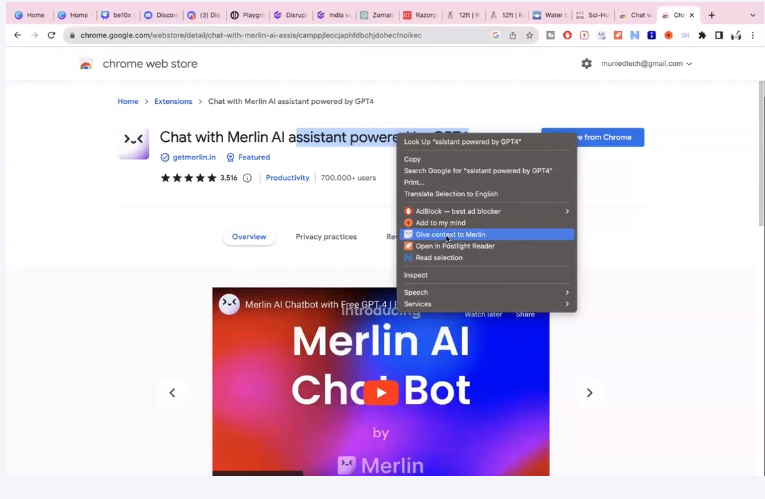 Home
Home -
be10x
Discord
(3) Dis
Playgr
Disrupt
India v
Zomat
Razorp
12ft | R
12ft | R
Water L
Sci-Hu
Chat w
Cha
chrome.google.com/webstore/detail/chat-with-merlin-ai-assis/camppjleccjaphfdbohjdohecfnoikec
chrome web store
muniedtech@gmail.com
Home > Extensions > Chat with Merlin AI assistant powered by GPT4
Chat with Merlin AI assistant powered by GPT4
ve from Chrome
getmerlin.in Featured
3,516 Productivity 700,000+ users
Look Up "ssistant powered by GPT4"
Copy
Search Google for "ssistant powered by GPT4"
Print...
Translate Selection to English
AdBlock — best ad blocker
Add to my mind
Give context to Merlin
Open in Postlight Reader
Read selection
Inspect
Speech
Services
Overview Privacy practices Re
Merlin AI Chatbot with Free GPT 4 |
Watch later Share
Introducing
Merlin AI
Chat Bot
by
Merlin